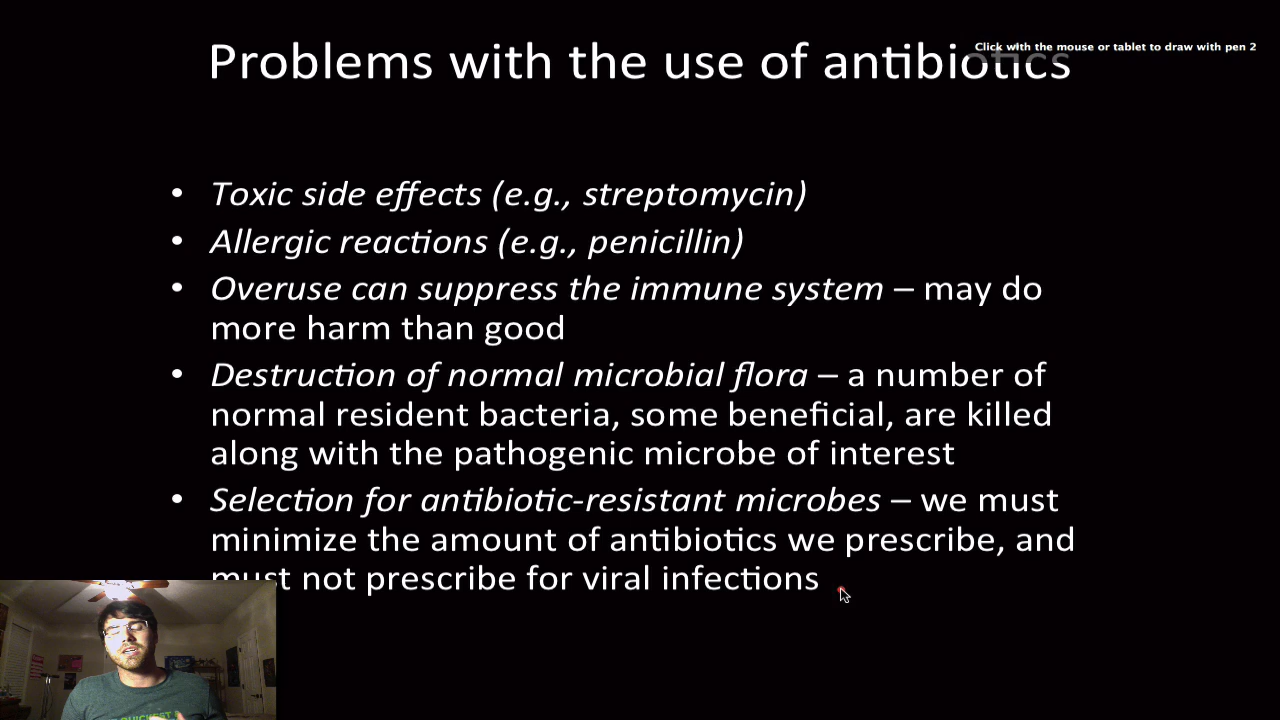 Problems with the use of antibiotics
Click with the mouse or tablet to draw with pen 2
• Toxic side effects (e.g., streptomycin)
• Allergic reactions (e.g., penicillin)
• Overuse can suppress the immune system – may do
more harm than good
• Destruction of normal microbial flora – a number of
normal resident bacteria, some beneficial, are killed
along with the pathogenic microbe of interest
• Selection for antibiotic-resistant microbes – we must
minimize the amount of antibiotics we prescribe, and
must not prescribe for viral infections